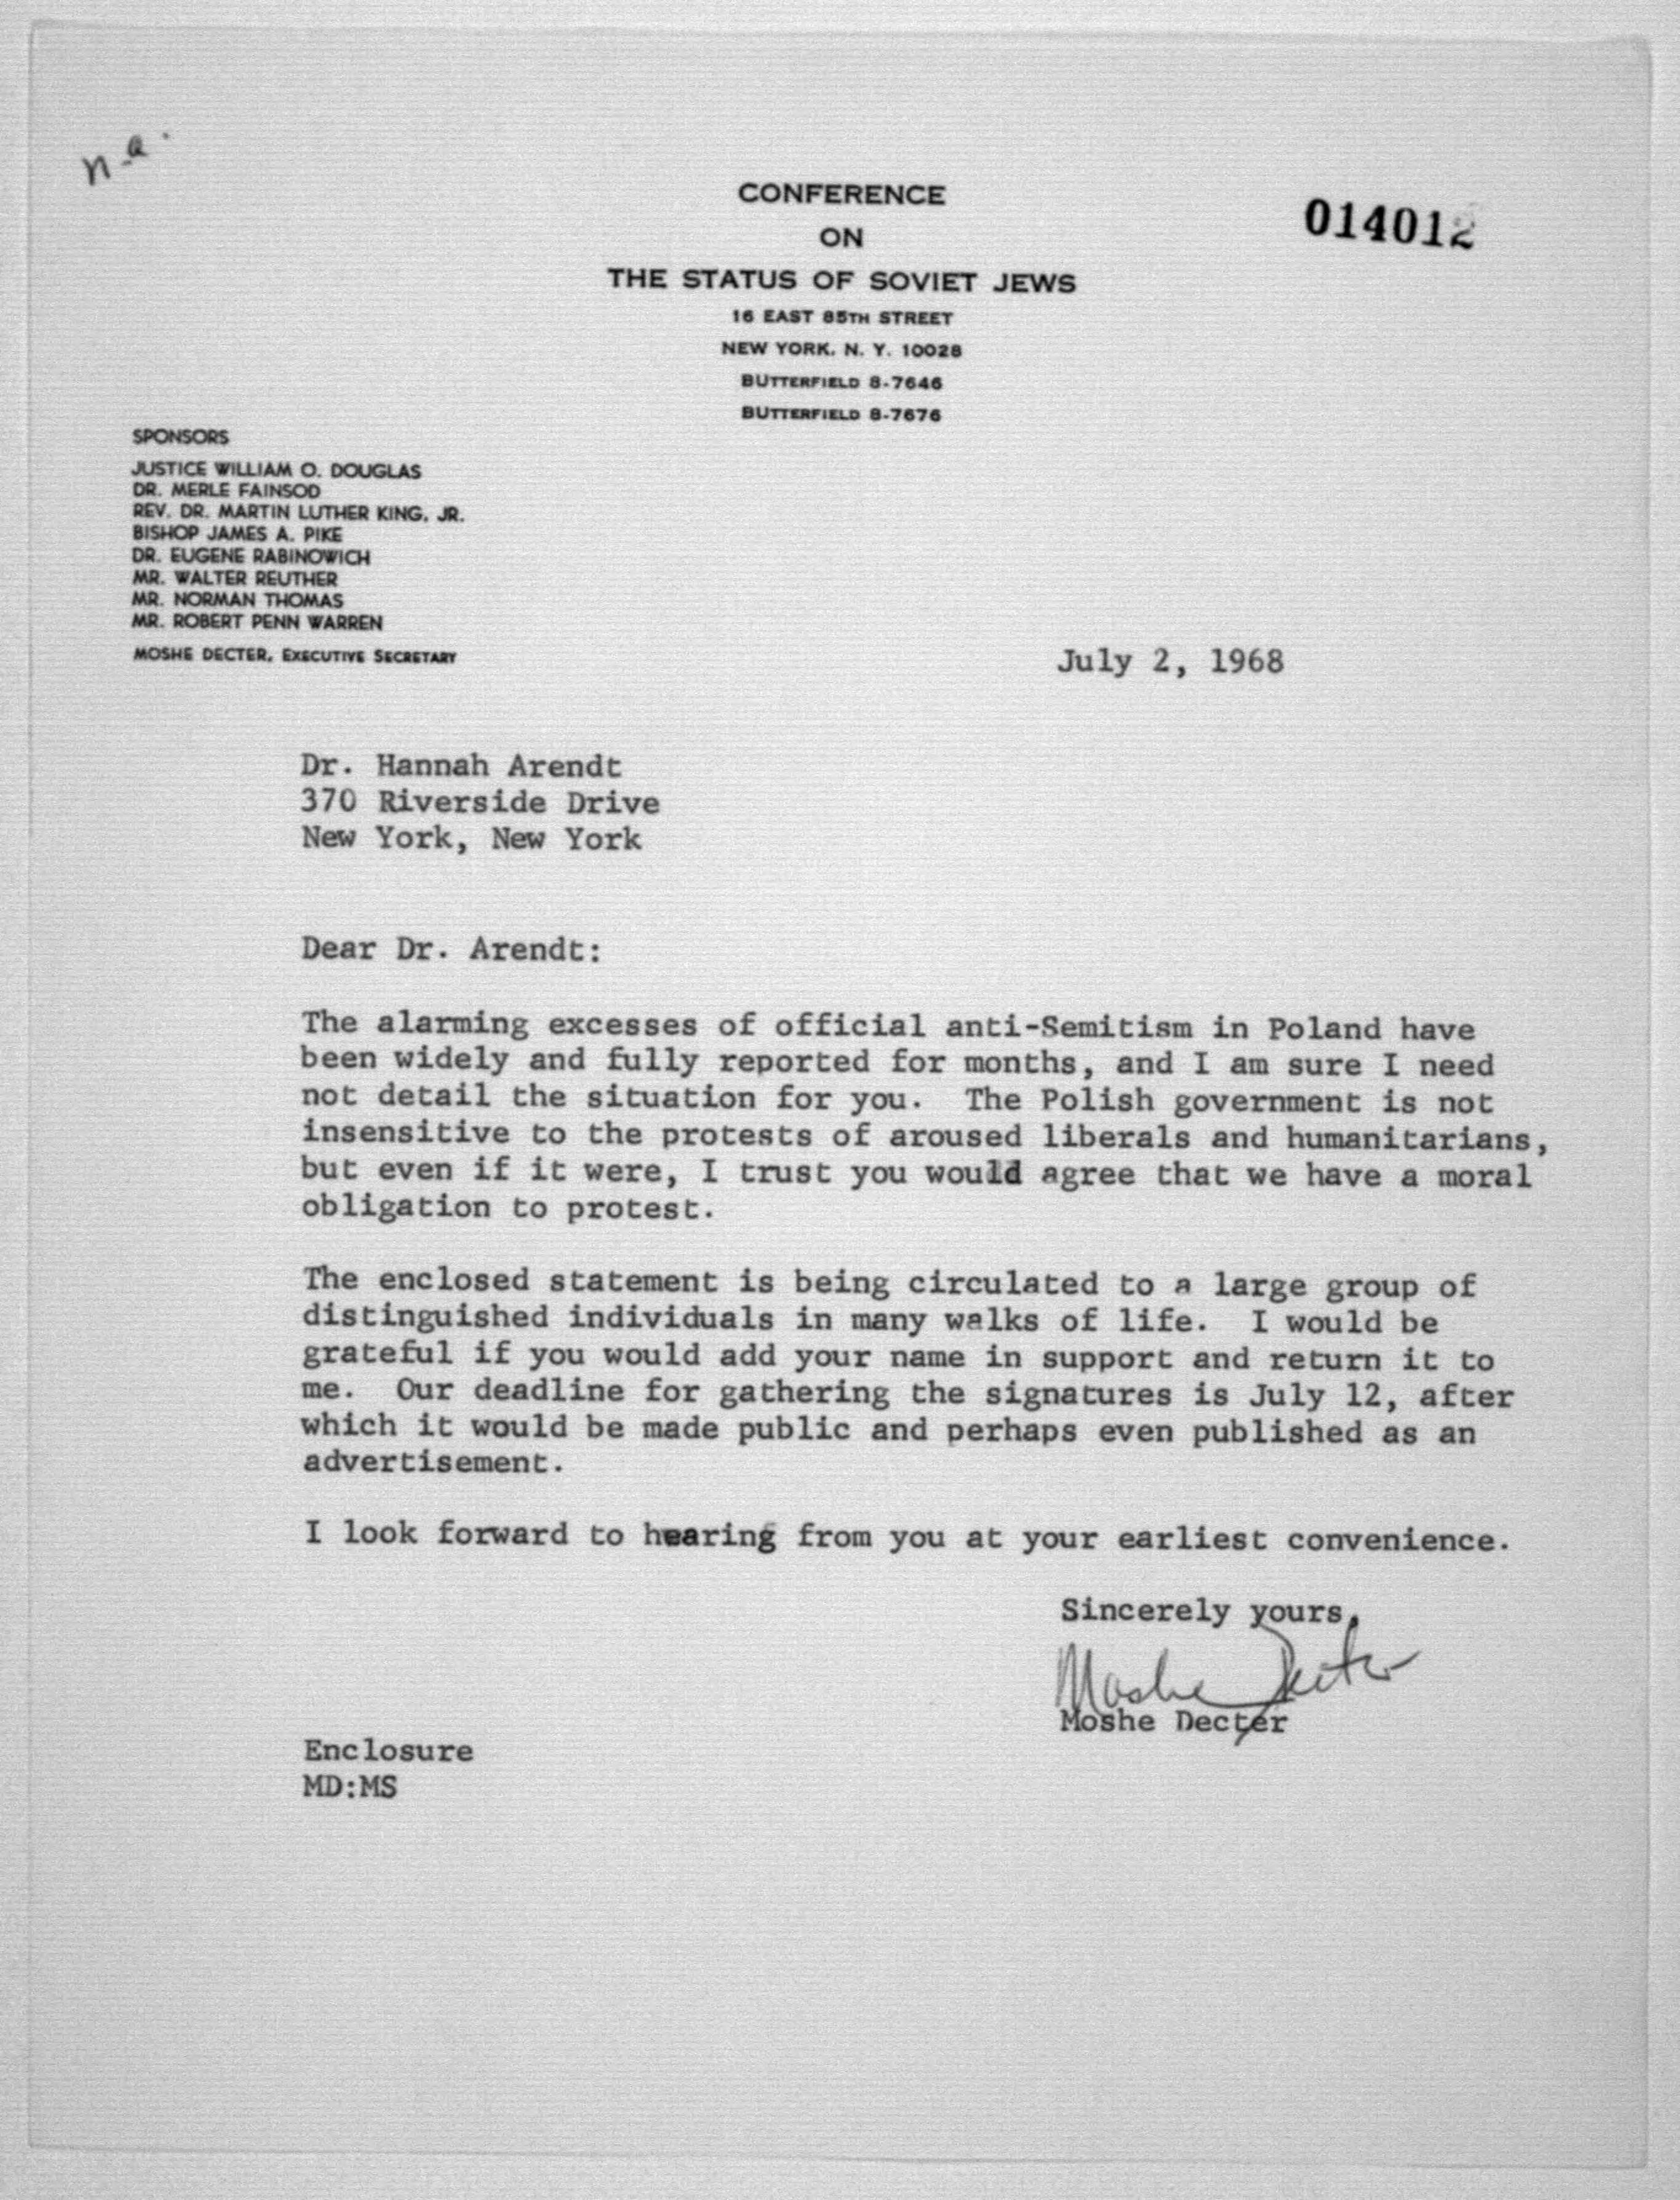 n.a.
CONFERENCE
ON
THE STATUS OF SOVIET JEWS
16 EAST 85TH STREET
NEW YORK, N. Y. 10028
BUTTERFIELD 8-7646
BUTTERFIELD 8-7676
014012
SPONSORS
JUSTICE WILLIAM O. DOUGLAS
DR. MERLE FAINSOD
REV. DR. MARTIN LUTHER KING, JR.
BISHOP JAMES A. PIKE
DR. EUGENE RABINOWICH
MR. WALTER REUTHER
MR. NORMAN THOMAS
MR. ROBERT PENN WARREN
MOSHE DECTER, EXECUTIVE SECRETARY
July 2, 1968
Dr. Hannah Arendt
370 Riverside Drive
New York, New York
Dear Dr. Arendt:
The alarming excesses of official anti-Semitism in Poland have
been widely and fully reported for months, and I am sure I need
not detail the situation for you. The Polish government is not
insensitive to the protests of aroused liberals and humanitarians,
but even if it were, I trust you would agree that we have a moral
obligation to protest.
The enclosed statement is being circulated to a large group of
distinguished individuals in many walks of life. I would be
grateful if you would add your name in support and return it to
me. Our deadline for gathering the signatures is July 12, after
which it would be made public and perhaps even published as an
advertisement.
I look forward to hearing from you at your earliest convenience.
Sincerely yours,
Moshe Decter
Moshe Decter
Enclosure
MD:MS